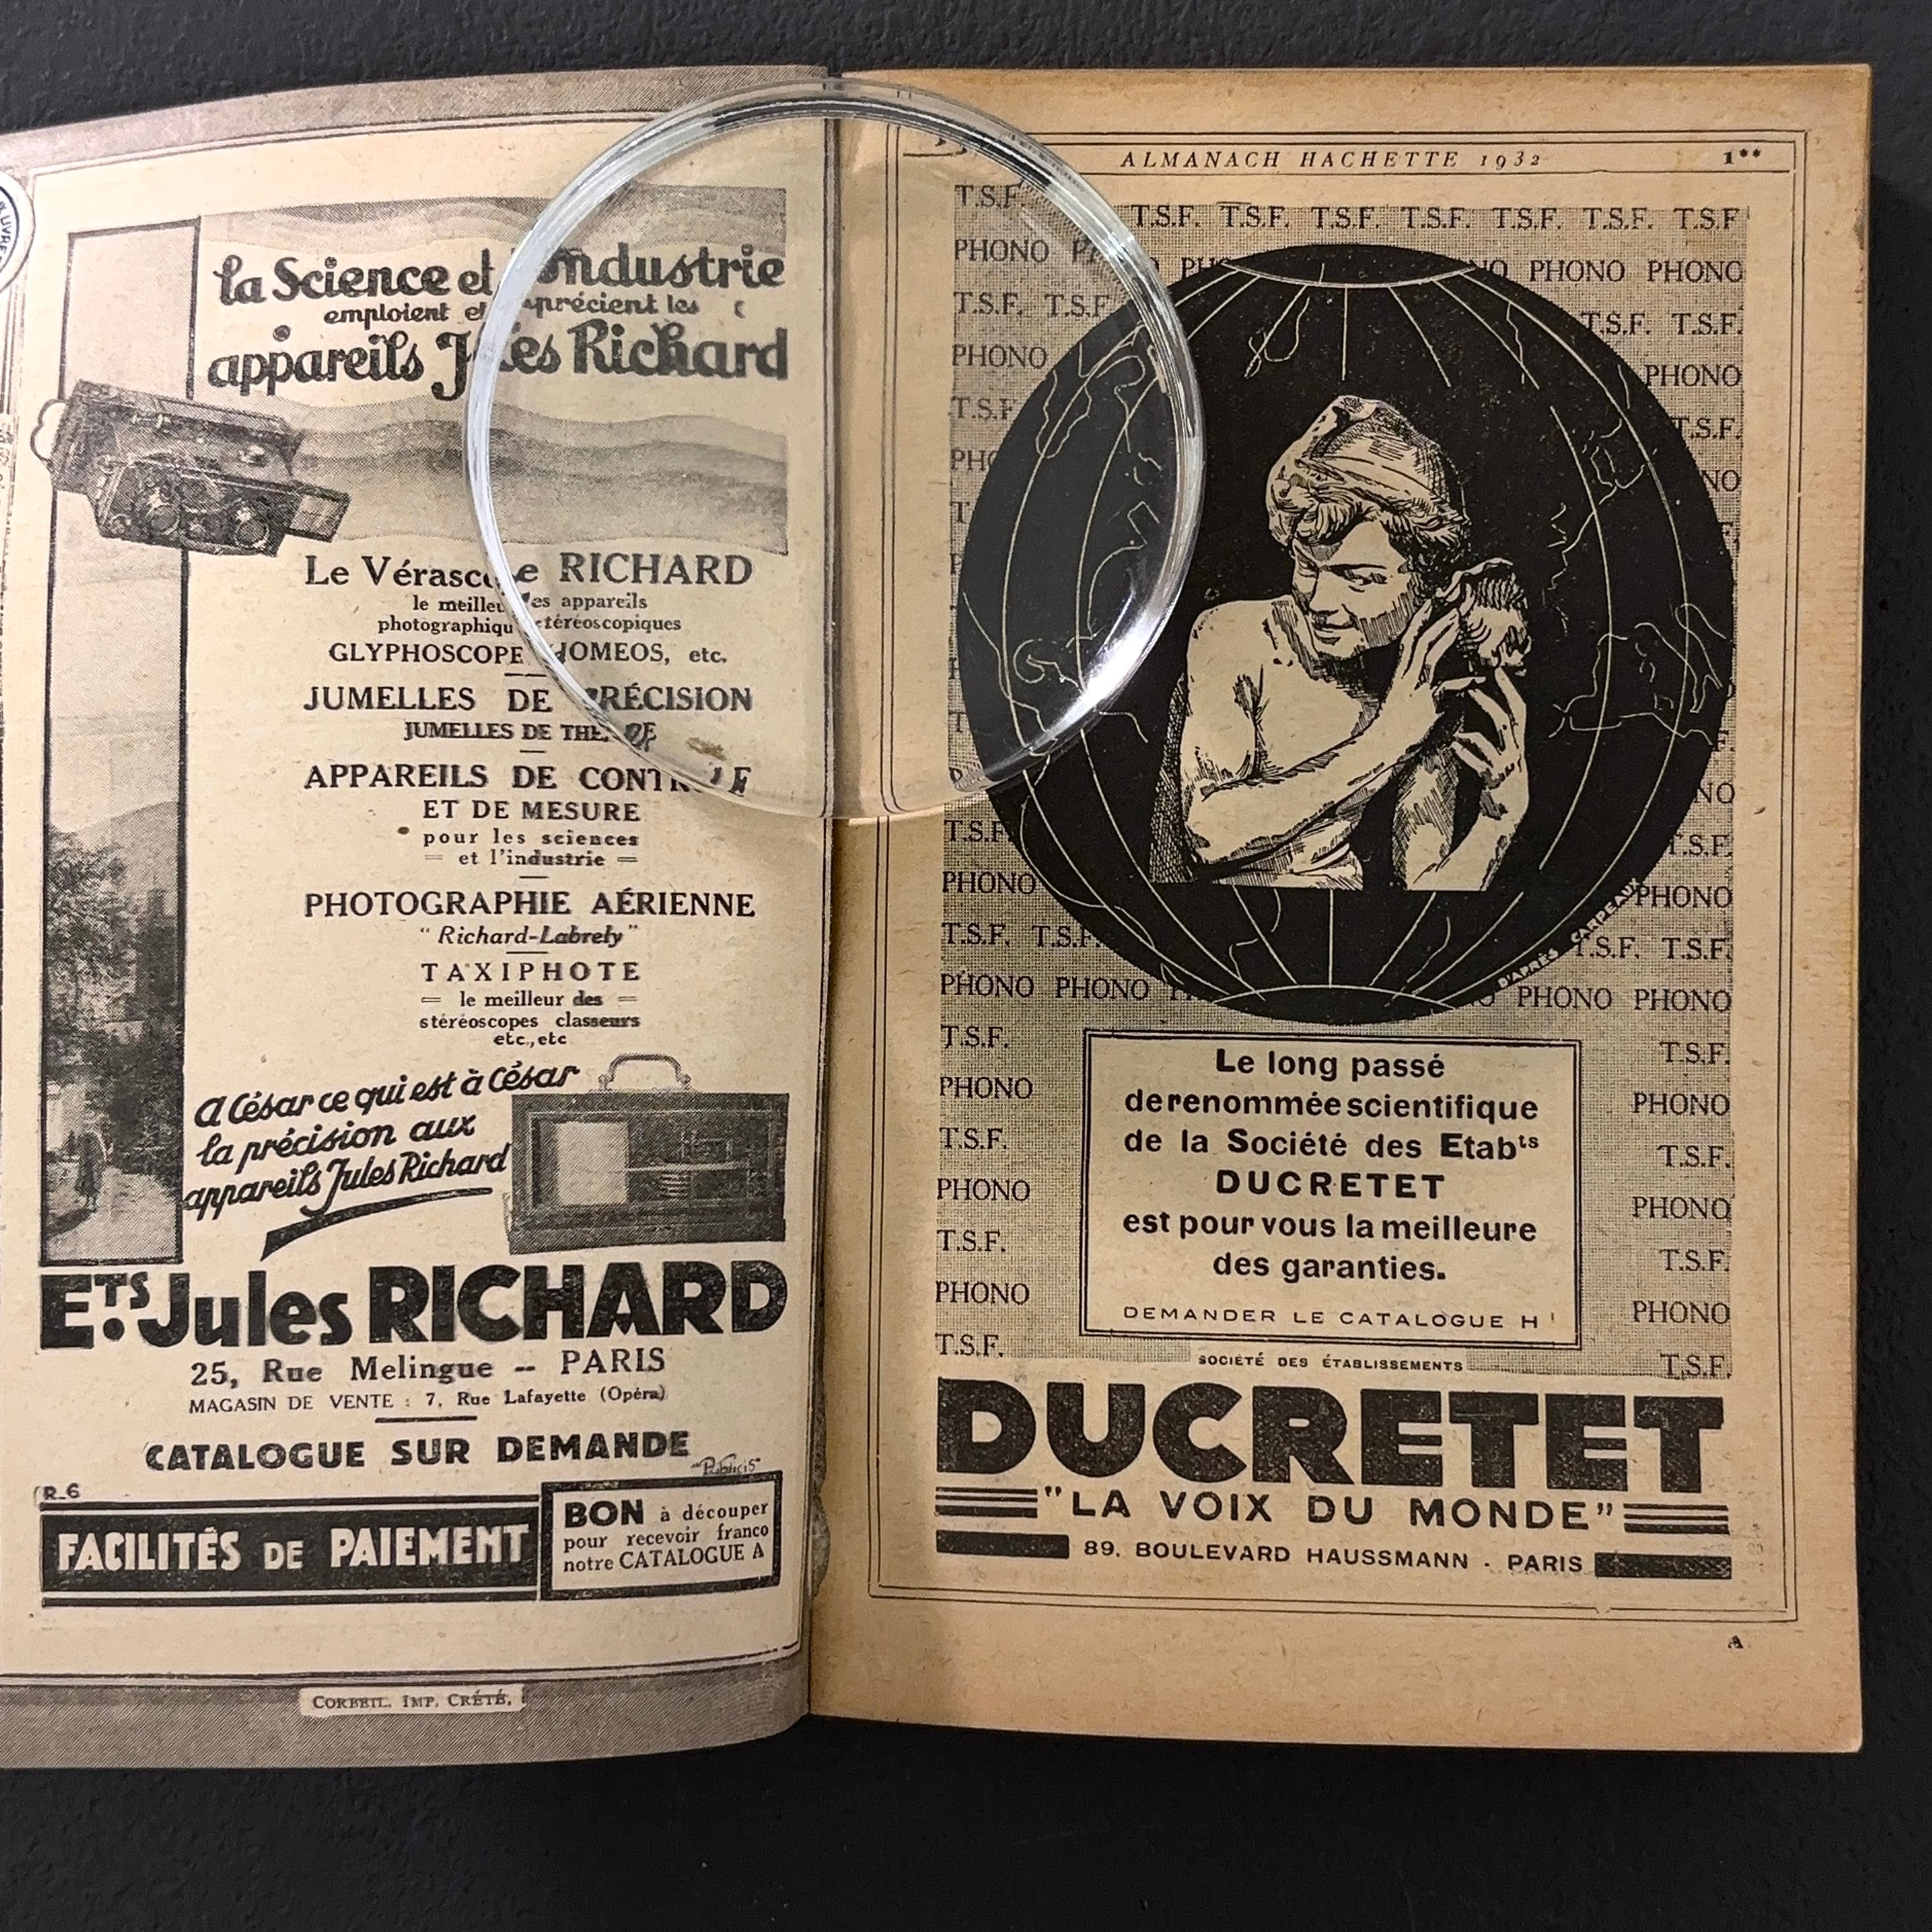 la Science et l'Industrie
emploient et apprécient les
appareils Jules Richard
Le Vérascope RICHARD
le meilleur des appareils
photographiques stéréoscopiques
GLYPHOSCOPE HOMEOS, etc.
JUMELLES DE PRÉCISION
JUMELLES DE THÉATRE
APPAREILS DE CONTROLE
ET DE MESURE
pour les sciences
et l'industrie
PHOTOGRAPHIE AÉRIENNE
"Richard-Labrely"
TAXIPHOTE
le meilleur des
stéréoscopes classeurs
etc., etc
A César ce qui est à César
la précision aux
appareils Jules Richard
ETS. Jules RICHARD
25, Rue Melingue -- PARIS
MAGASIN DE VENTE : 7, Rue Lafayette (Opéra)
CATALOGUE SUR DEMANDE
"Publicis"
R_6
FACILITÉS DE PAIEMENT
BON à découper
pour recevoir franco
notre CATALOGUE A
CORBEIL. IMP. CRÉTÉ.
ALMANACH HACHETTE 1932 1**
T.S.F. T.S.F. T.S.F. T.S.F. T.S.F. T.S.F. T.S.F. T.S.F
PHONO PHONO PHONO
T.S.F. T.S.F. T.S.F. T.S.F.
PHONO PHONO
T.S.F. T.S.F.
T.S.F. T.S.F.
PHONO PHONO
T.S.F. T.S.F. T.S.F. T.S.F.
PHONO PHONO PHONO PHONO
D'APRÈS CARPEAUX
T.S.F. T.S.F.
PHONO PHONO
T.S.F. T.S.F.
PHONO PHONO
T.S.F. T.S.F.
PHONO PHONO
T.S.F. T.S.F.
Le long passé
de renommée scientifique
de la Société des Etabts
DUCRETET
est pour vous la meilleure
des garanties.
DEMANDER LE CATALOGUE H
SOCIÉTÉ DES ÉTABLISSEMENTS
DUCRETET
"LA VOIX DU MONDE"
89, BOULEVARD HAUSSMANN - PARIS
A